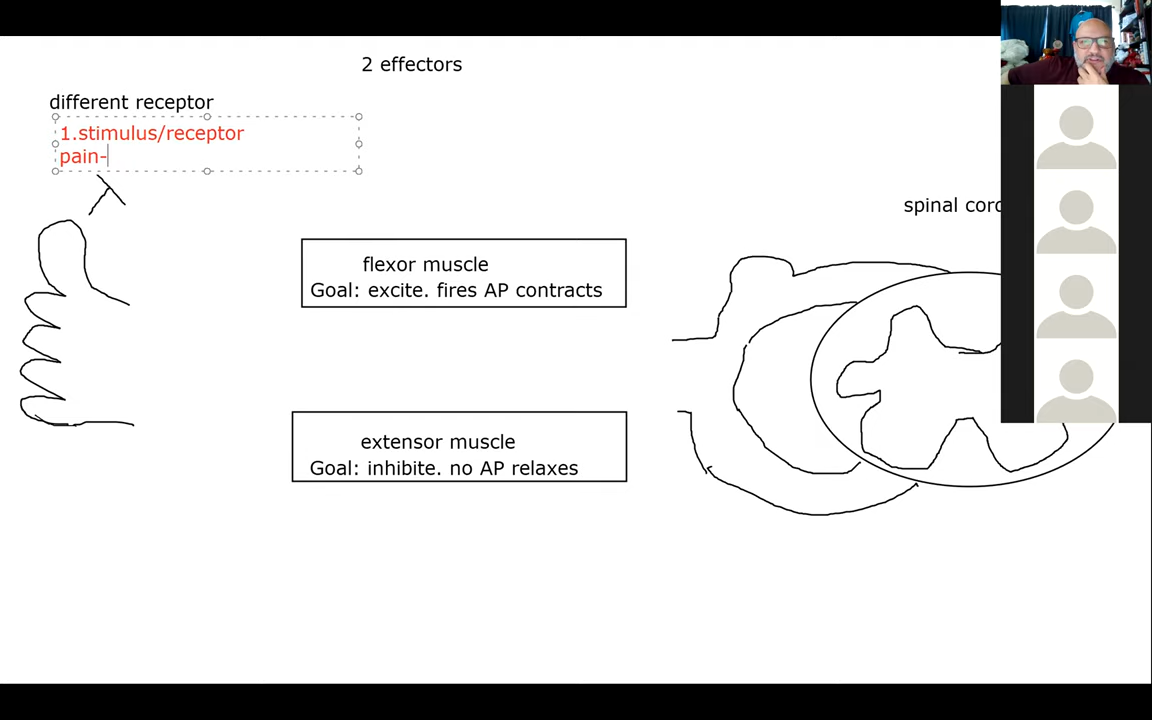 2 effectors
different receptor
1.stimulus/receptor
pain-
spinal cord
flexor muscle
Goal: excite. fires AP contracts
extensor muscle
Goal: inhibite. no AP relaxes